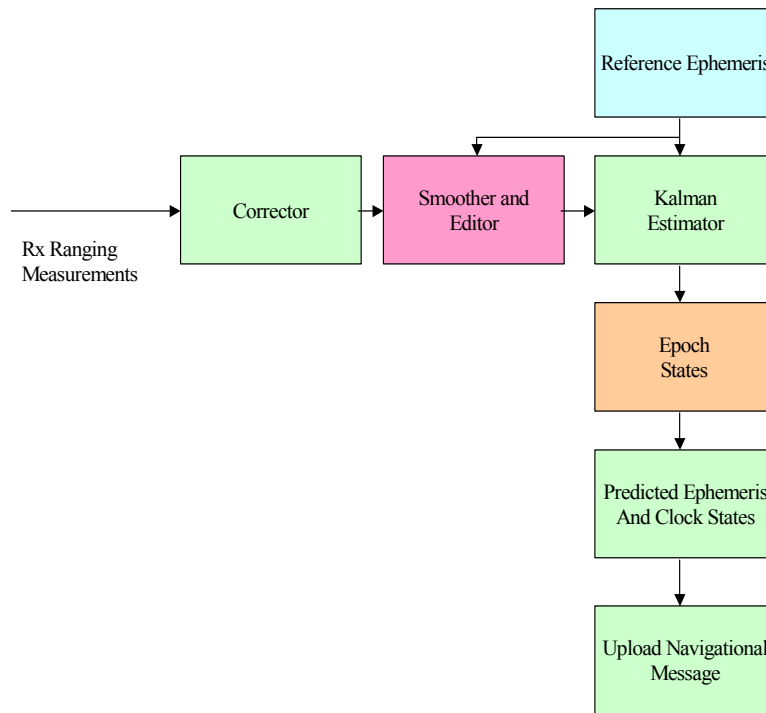 Reference Ephemeris
Corrector
Smoother and
Editor
Kalman
Estimator
Rx Ranging
Measurements
Epoch
States
Predicted Ephemeris
And Clock States
Upload Navigational
Message